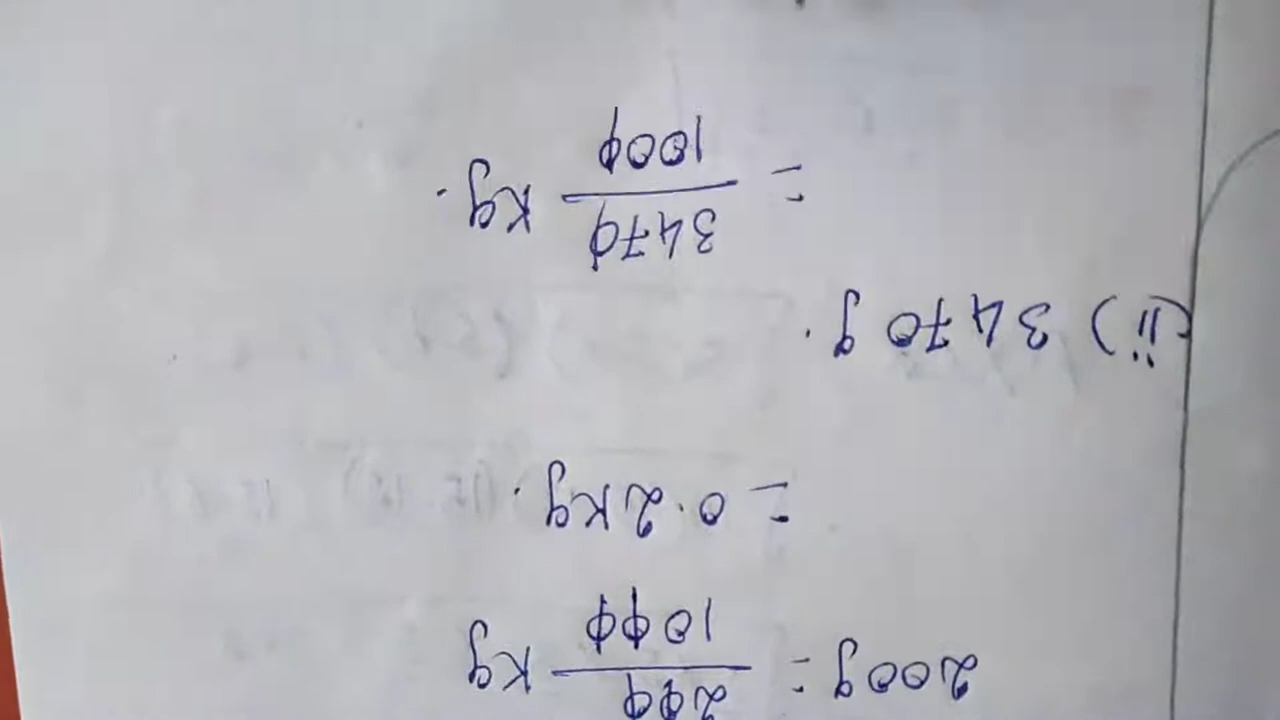 200g = 200/1000 kg
= 0.2 kg.
(ii) 3470 g.
= 3470/1000 kg.